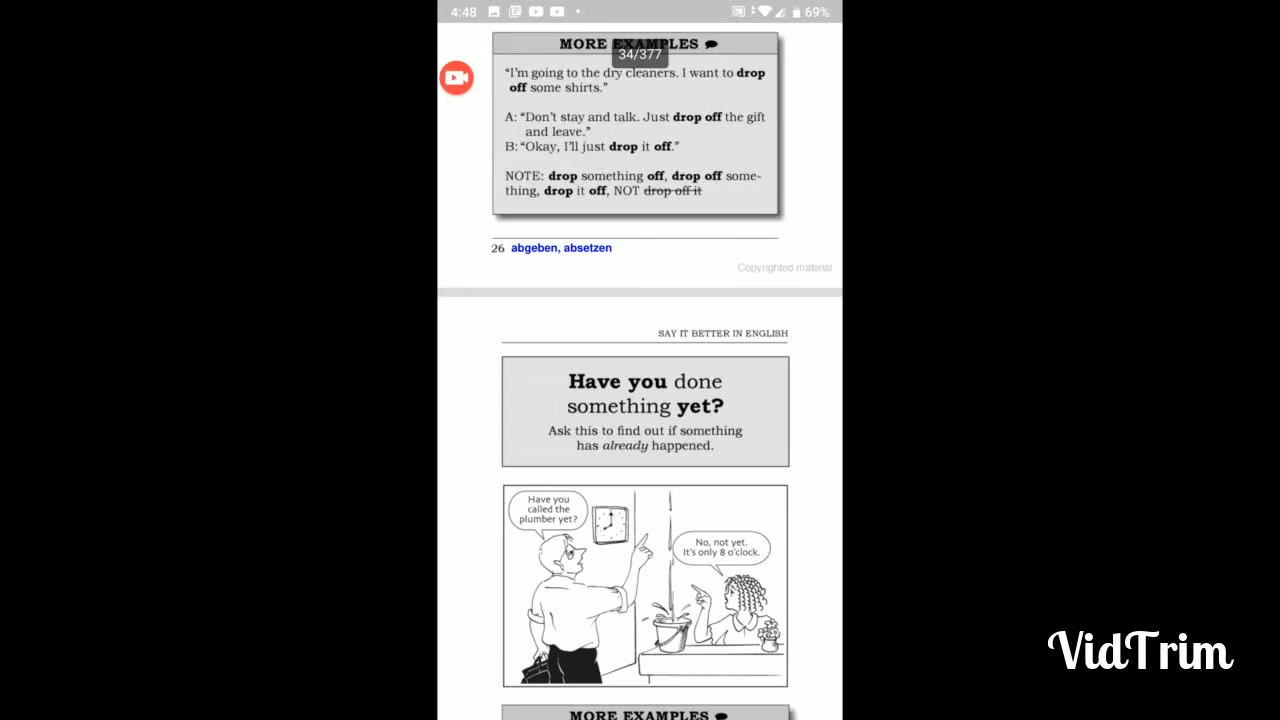 4:48
69%
MORE EXAMPLES
34/377
"I'm going to the dry cleaners. I want to drop
off some shirts."
A: "Don't stay and talk. Just drop off the gift
and leave."
B: "Okay, I'll just drop it off."
NOTE: drop something off, drop off some-
thing, drop it off, NOT drop off it
26 abgeben, absetzen
Copyrighted material
SAY IT BETTER IN ENGLISH
Have you done
something yet?
Ask this to find out if something
has already happened.
Have you
called the
plumber yet?
No, not yet.
It's only 8 o'clock.
MORE EXAMPLES
VidTrim